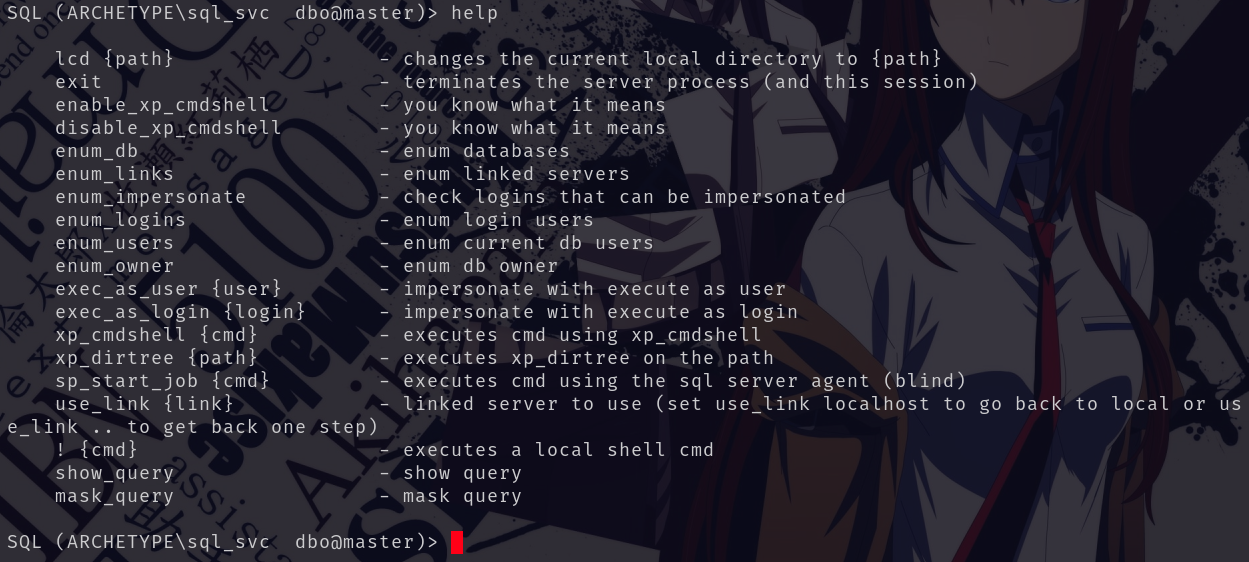 SQL (ARCHETYPE\sql_svc  dbo@master)> help
lcd {path} - changes the current local directory to {path}
exit - terminates the server process (and this session)
enable_xp_cmdshell - you know what it means
disable_xp_cmdshell - you know what it means
enum_db - enum databases
enum_links - enum linked servers
enum_impersonate - check logins that can be impersonated
enum_logins - enum login users
enum_users - enum current db users
enum_owner - enum db owner
exec_as_user {user} - impersonate with execute as user
exec_as_login {login} - impersonate with execute as login
xp_cmdshell {cmd} - executes cmd using xp_cmdshell
xp_dirtree {path} - executes xp_dirtree on the path
sp_start_job {cmd} - executes cmd using the sql server agent (blind)
use_link {link} - linked server to use (set use_link localhost to go back to local or us
e_link .. to get back one step)
! {cmd} - executes a local shell cmd
show_query - show query
mask_query - mask query
SQL (ARCHETYPE\sql_svc  dbo@master)>